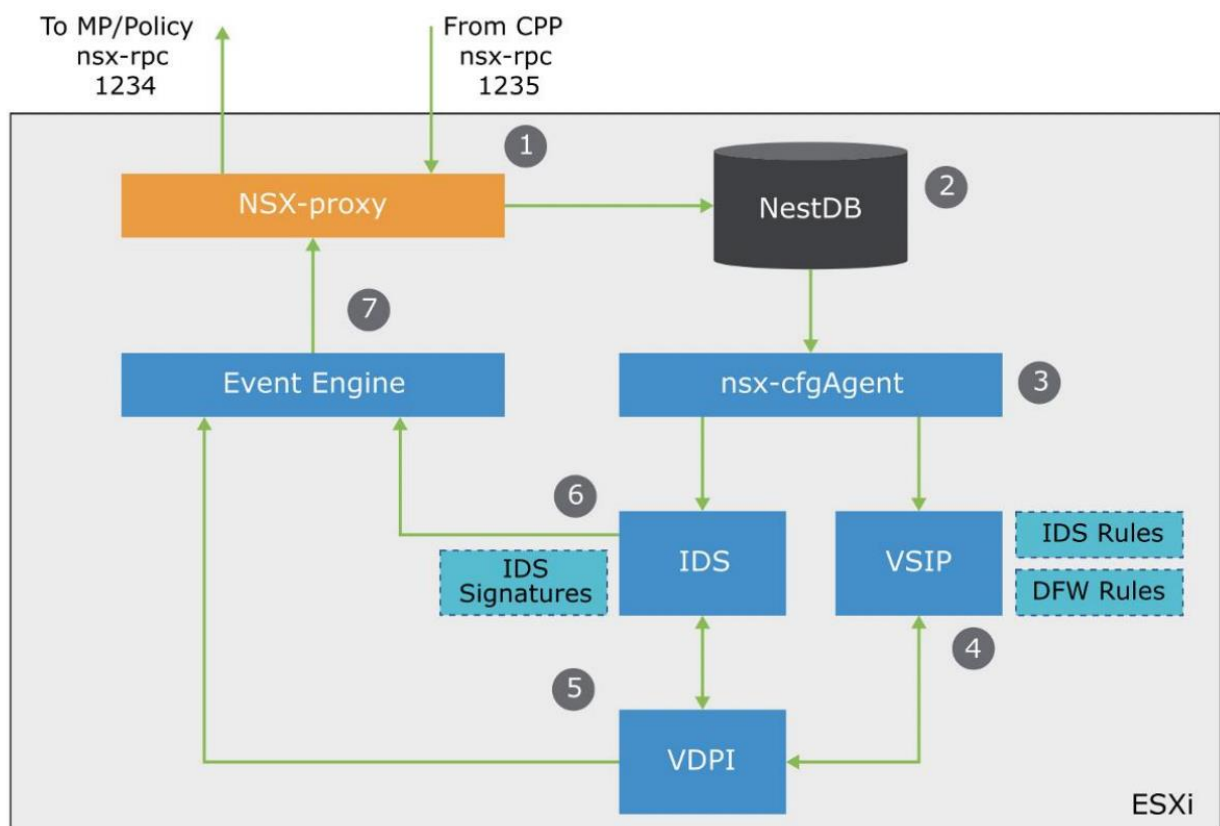 To MP/Policy
nsx-rpc
1234
From CPP
nsx-rpc
1235
1
NSX-proxy
NestDB
2
7
Event Engine
nsx-cfgAgent
3
6
IDS
Signatures
IDS
VSIP
IDS Rules
DFW Rules
4
5
VDPI
ESXi